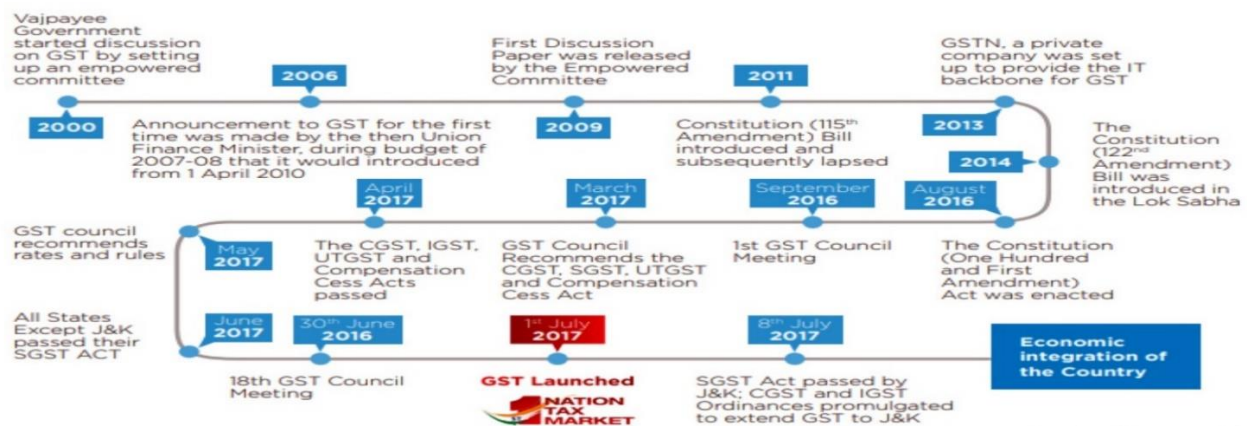 Vajpayee
Government
started discussion
on GST by setting
up an empowered
committee
2000
2006
Announcement to GST for the first
time was made by the then Union
Finance Minister, during budget of
2007-08 that it would introduced
from 1 April 2010
First Discussion
Paper was released
by the Empowered
Committee
2009
2011
Constitution (115th
Amendment) Bill
introduced and
subsequently lapsed
GSTN, a private
company was set
up to provide the IT
backbone for GST
2013
2014
The
Constitution
(122nd
Amendment)
Bill was
introduced in
the Lok Sabha
August
2016
The Constitution
(One Hundred
and First
Amendment)
Act was enacted
September
2016
1st GST Council
Meeting
March
2017
GST Council
Recommends the
CGST, SGST, UTGST
and Compensation
Cess Act
April
2017
The CGST, IGST,
UTGST and
Compensation
Cess Acts
passed
GST council
recommends
rates and rules
May
2017
All States
Except J&K
passed their
SGST ACT
June
2017
30th June
2016
18th GST Council
Meeting
1st July
2017
GST Launched
1 NATION
TAX
MARKET
8th July
2017
SGST Act passed by
J&K; CGST and IGST
Ordinances promulgated
to extend GST to J&K
Economic
integration of
the Country